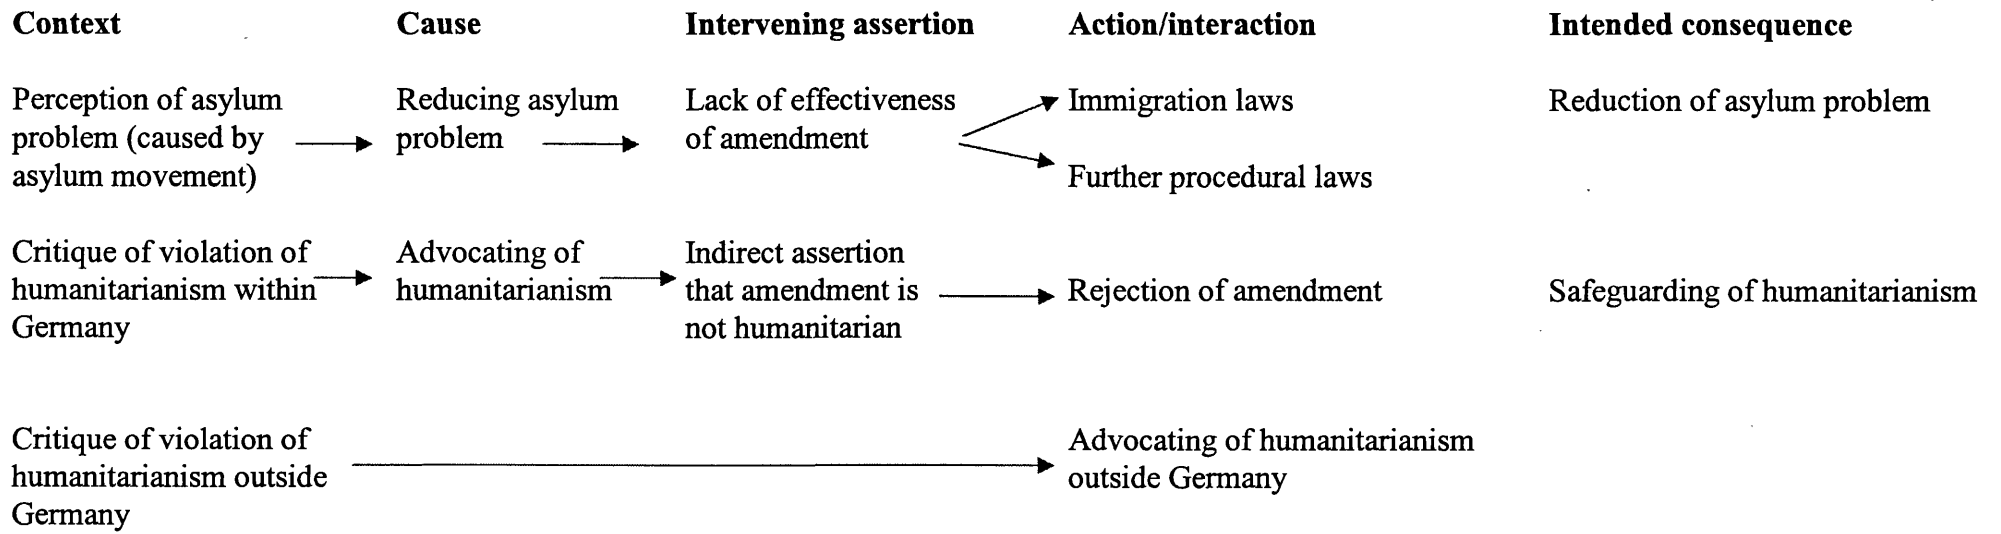 Context Cause Intervening assertion Action/interaction Intended consequence
Perception of asylum
problem (caused by
asylum movement)
Reducing asylum
problem
Lack of effectiveness
of amendment
Immigration laws
Further procedural laws
Reduction of asylum problem
Critique of violation of
humanitarianism within
Germany
Advocating of
humanitarianism
Indirect assertion
that amendment is
not humanitarian
Rejection of amendment
Safeguarding of humanitarianism
Critique of violation of
humanitarianism outside
Germany
Advocating of humanitarianism
outside Germany